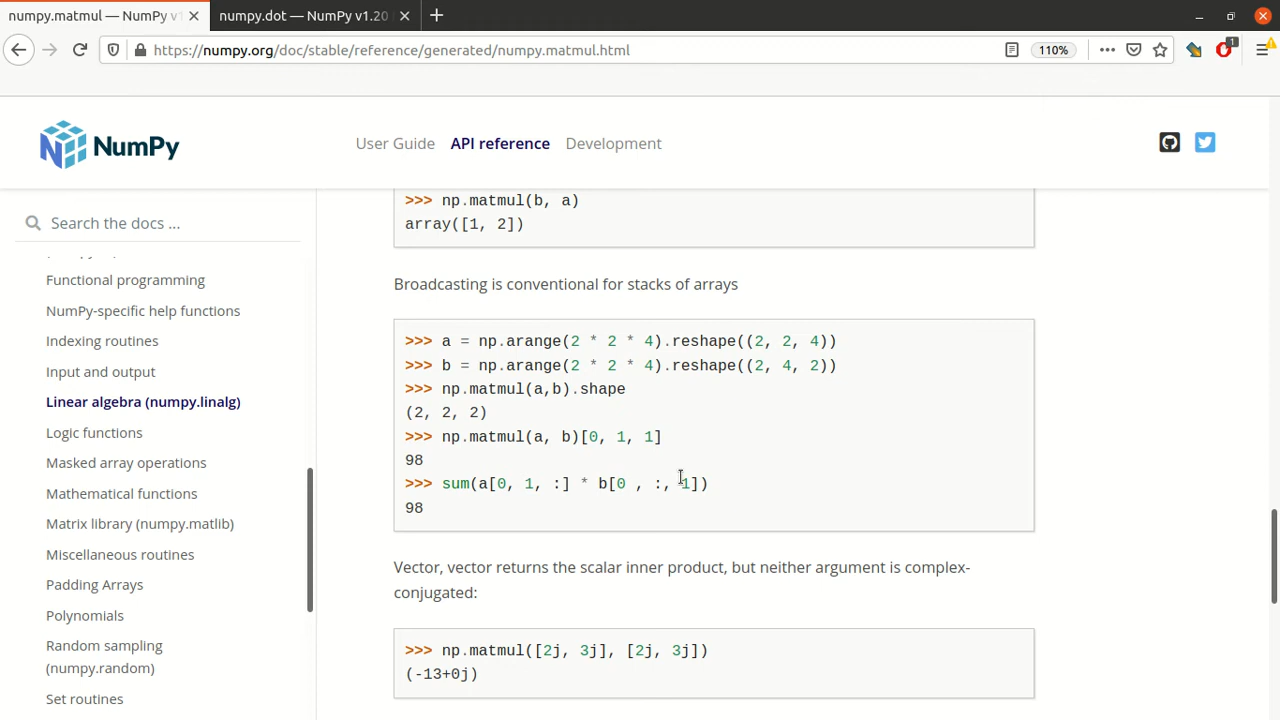 numpy.matmul — NumPy v1
numpy.dot — NumPy v1.20
https://numpy.org/doc/stable/reference/generated/numpy.matmul.html
110%
1
NumPy
User Guide
API reference
Development
Search the docs ...
Functional programming
NumPy-specific help functions
Indexing routines
Input and output
Linear algebra (numpy.linalg)
Logic functions
Masked array operations
Mathematical functions
Matrix library (numpy.matlib)
Miscellaneous routines
Padding Arrays
Polynomials
Random sampling
(numpy.random)
Set routines
>>> np.matmul(b, a)
array([1, 2])
Broadcasting is conventional for stacks of arrays
>>> a = np.arange(2 * 2 * 4).reshape((2, 2, 4))
>>> b = np.arange(2 * 2 * 4).reshape((2, 4, 2))
>>> np.matmul(a,b).shape
(2, 2, 2)
>>> np.matmul(a, b)[0, 1, 1]
98
>>> sum(a[0, 1, :] * b[0 , :, 1])
98
Vector, vector returns the scalar inner product, but neither argument is complex-
conjugated:
>>> np.matmul([2j, 3j], [2j, 3j])
(-13+0j)